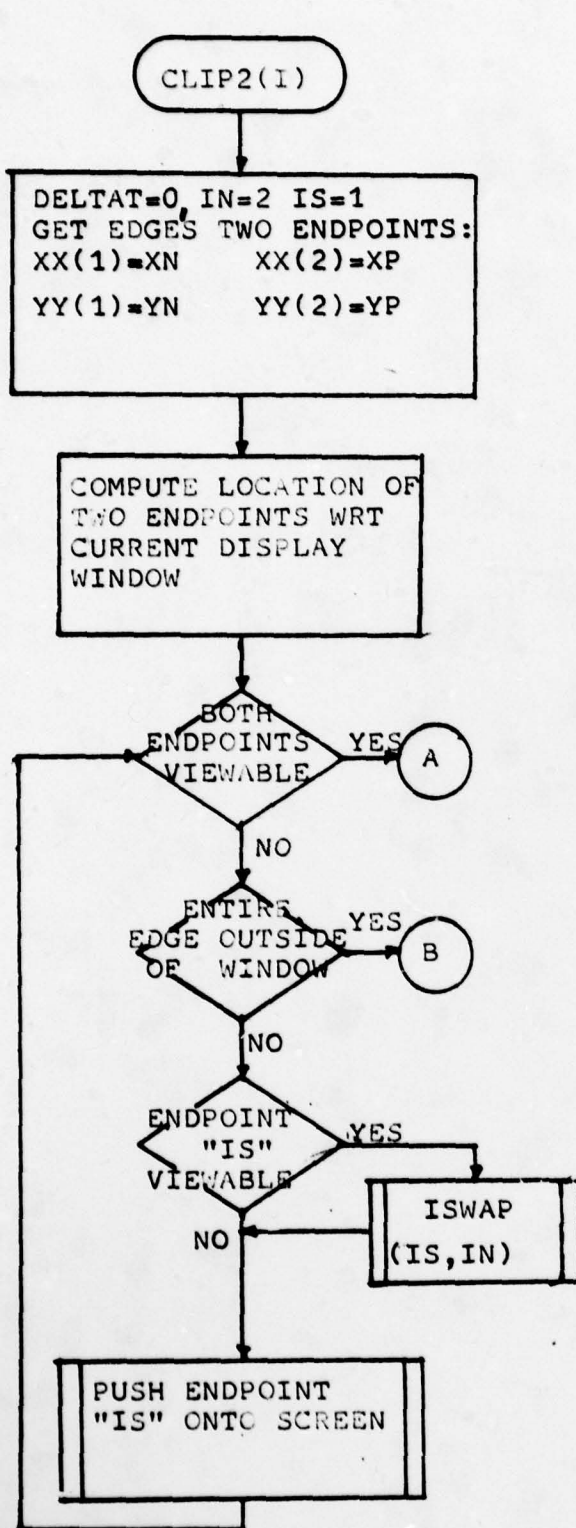 CLIP2(I)
DELTAT=0, IN=2 IS=1
GET EDGE'S TWO ENDPOINTS:
XX(1)=XN XX(2)=XP
YY(1)=YN YY(2)=YP
COMPUTE LOCATION OF
TWO ENDPOINTS WRT
CURRENT DISPLAY
WINDOW
BOTH
ENDPOINTS
VIEWABLE
YES
A
NO
ENTIRE
EDGE OUTSIDE
OF WINDOW
YES
B
NO
ENDPOINT
"IS"
VIEWABLE
YES
ISWAP
(IS,IN)
NO
PUSH ENDPOINT
"IS" ONTO SCREEN